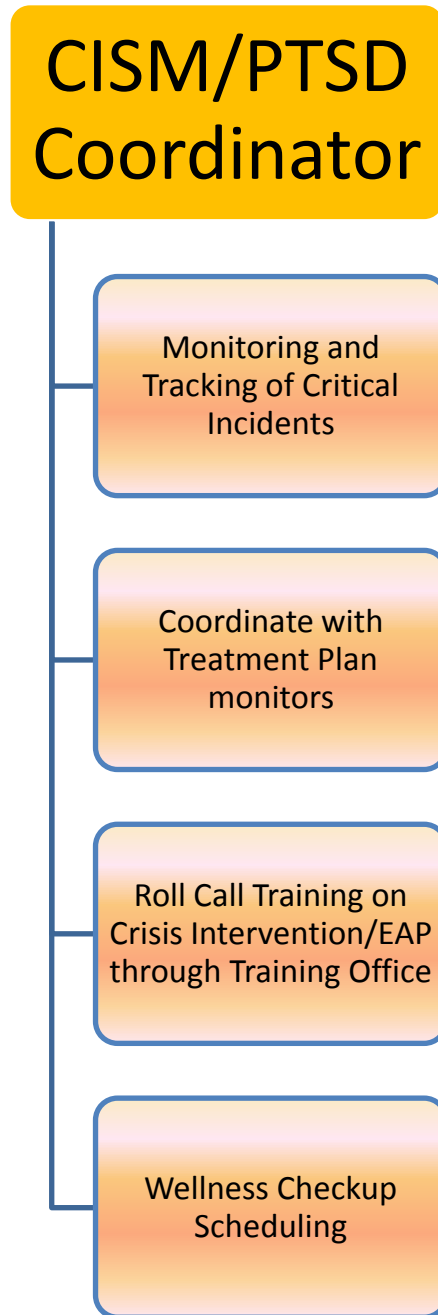 CISM/PTSD
Coordinator
Monitoring and
Tracking of Critical
Incidents
Coordinate with
Treatment Plan
monitors
Roll Call Training on
Crisis Intervention/EAP
through Training Office
Wellness Checkup
Scheduling